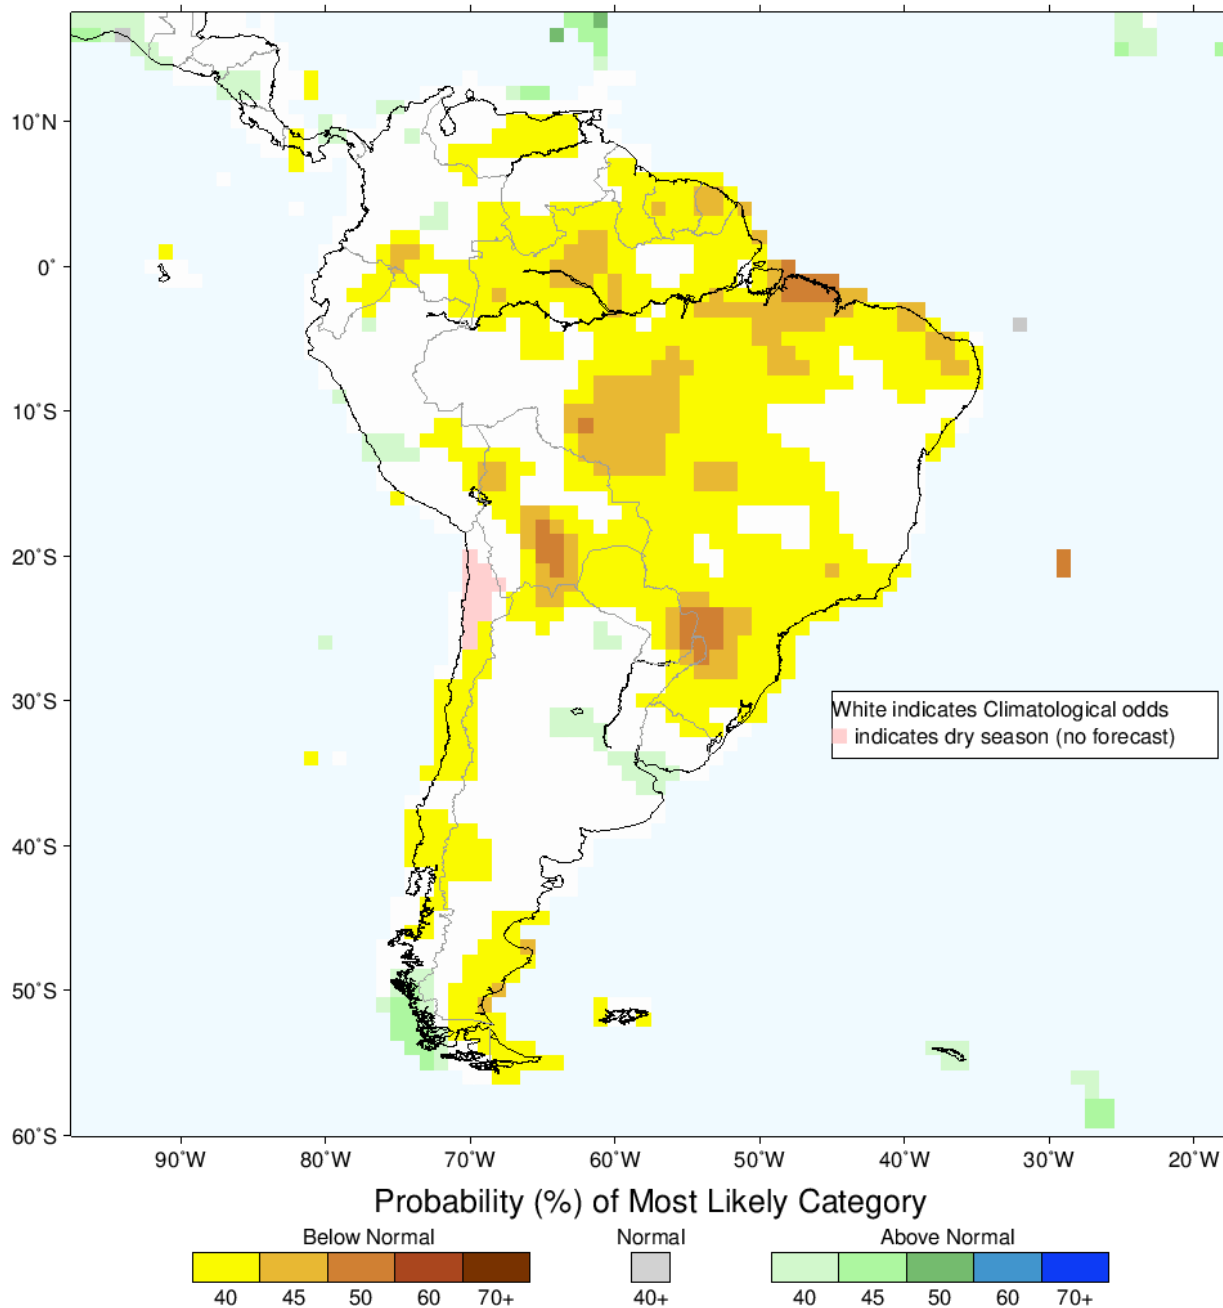 10˚N
0˚
10˚S
20˚S
30˚S
40˚S
50˚S
60˚S
White indicates Climatological odds
indicates dry season (no forecast)
90˚W 80˚W 70˚W 60˚W 50˚W 40˚W 30˚W 20˚W
Probability (%) of Most Likely Category
Below Normal Normal Above Normal
40 45 50 60 70+ 40+ 40 45 50 60 70+